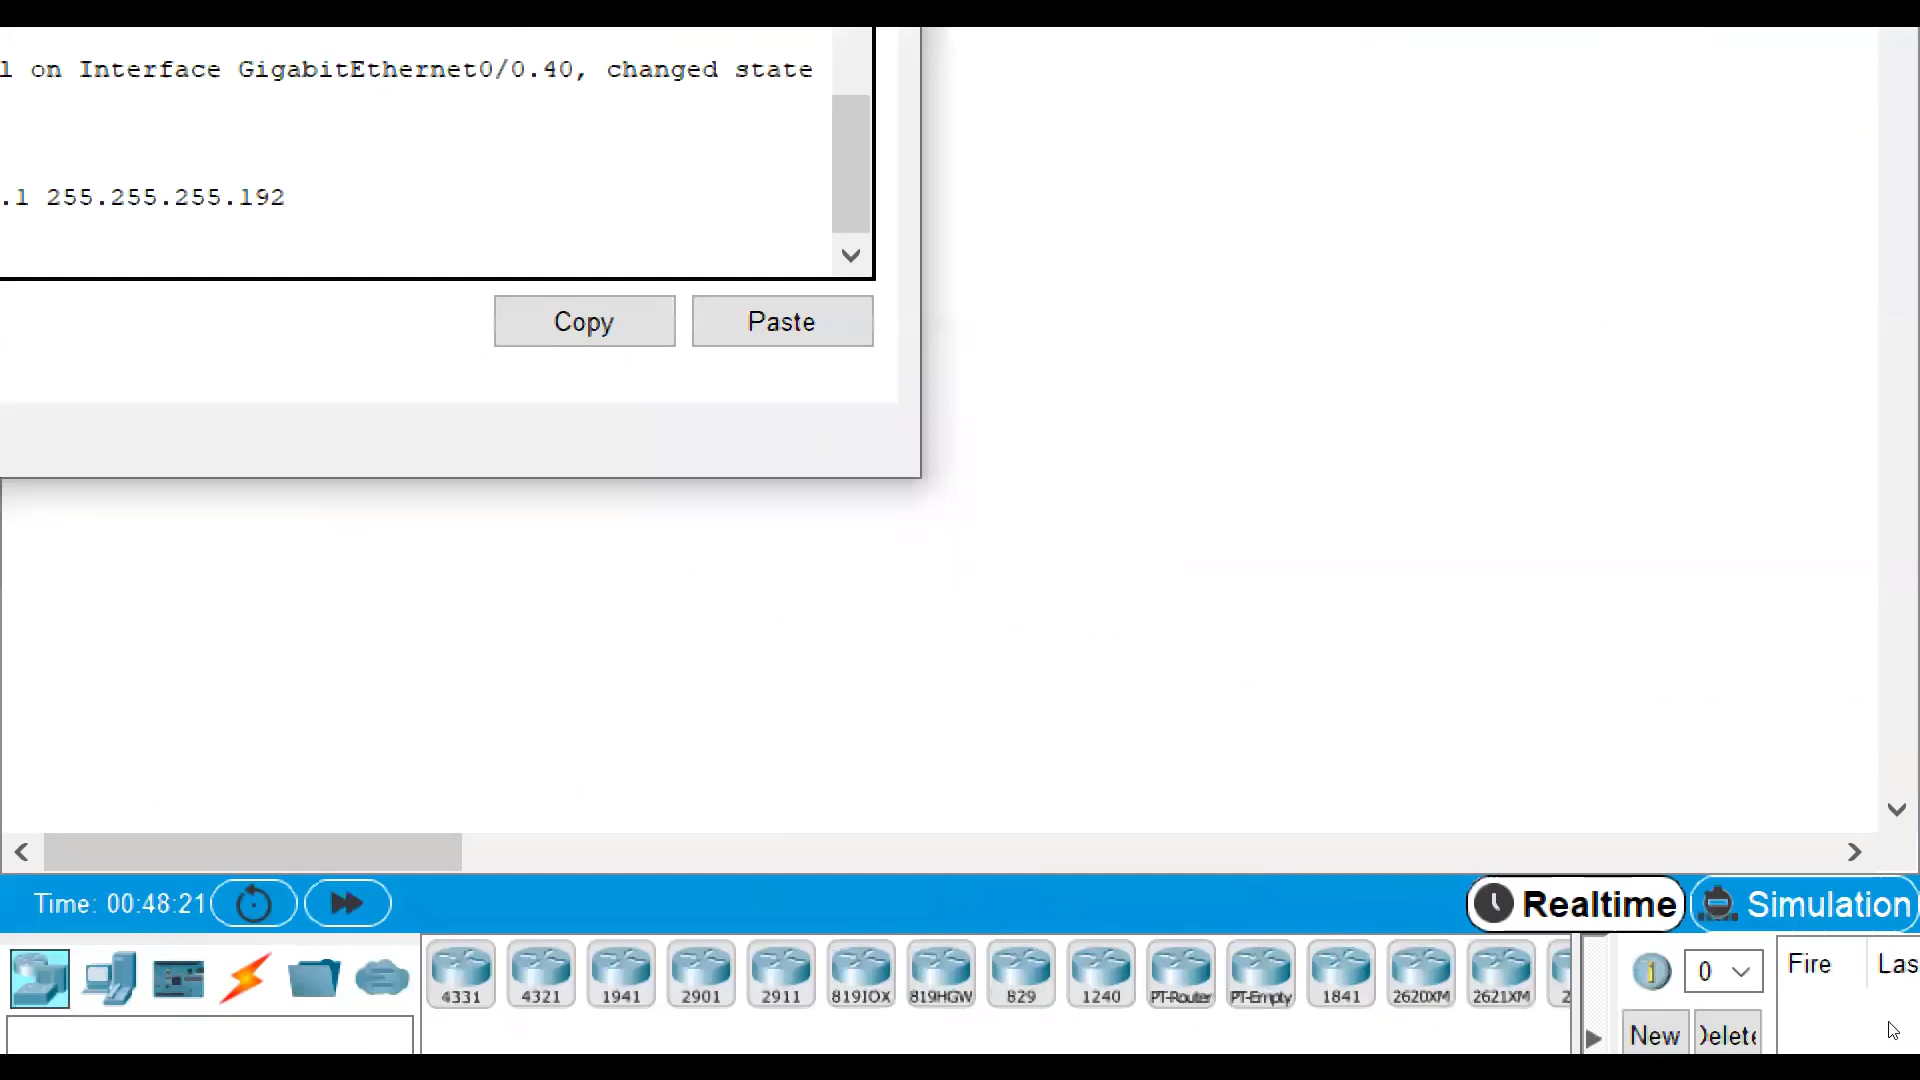 l on Interface GigabitEthernet0/0.40, changed state
.1 255.255.255.192
Copy Paste
Time: 00:48:21 Realtime Simulation
4331 4321 1941 2901 2911 819IOX 819HGW 829 1240 PT-Router PT-Empty 1841 2620XM 2621XM 2
0 Fire Las
New Delete